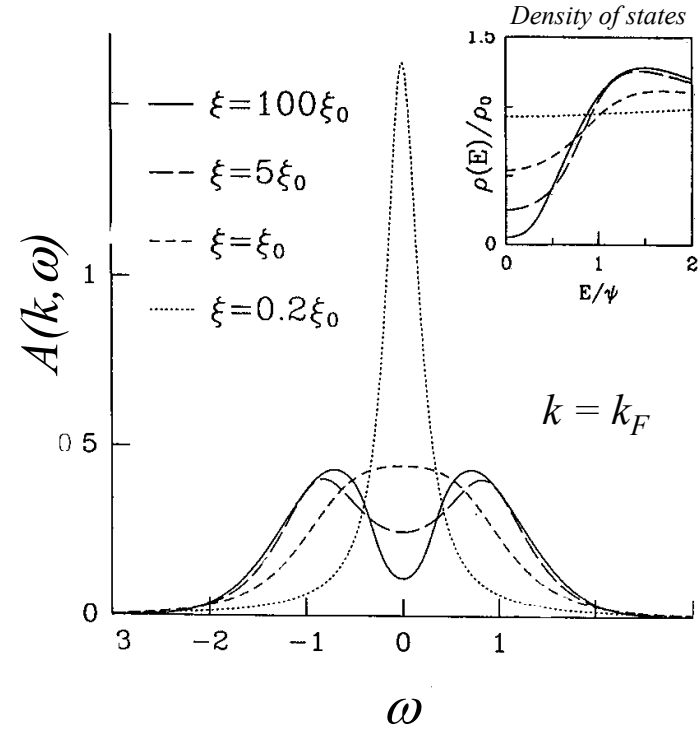 Density of states
1.5
ρ(E)/ρ₀
0
0 1 2
E/ψ
ξ=100ξ₀
ξ=5ξ₀
ξ=ξ₀
ξ=0.2ξ₀
A(k, ω)
1
0 5
0
k = k_F
3 −2 −1 0 1
ω